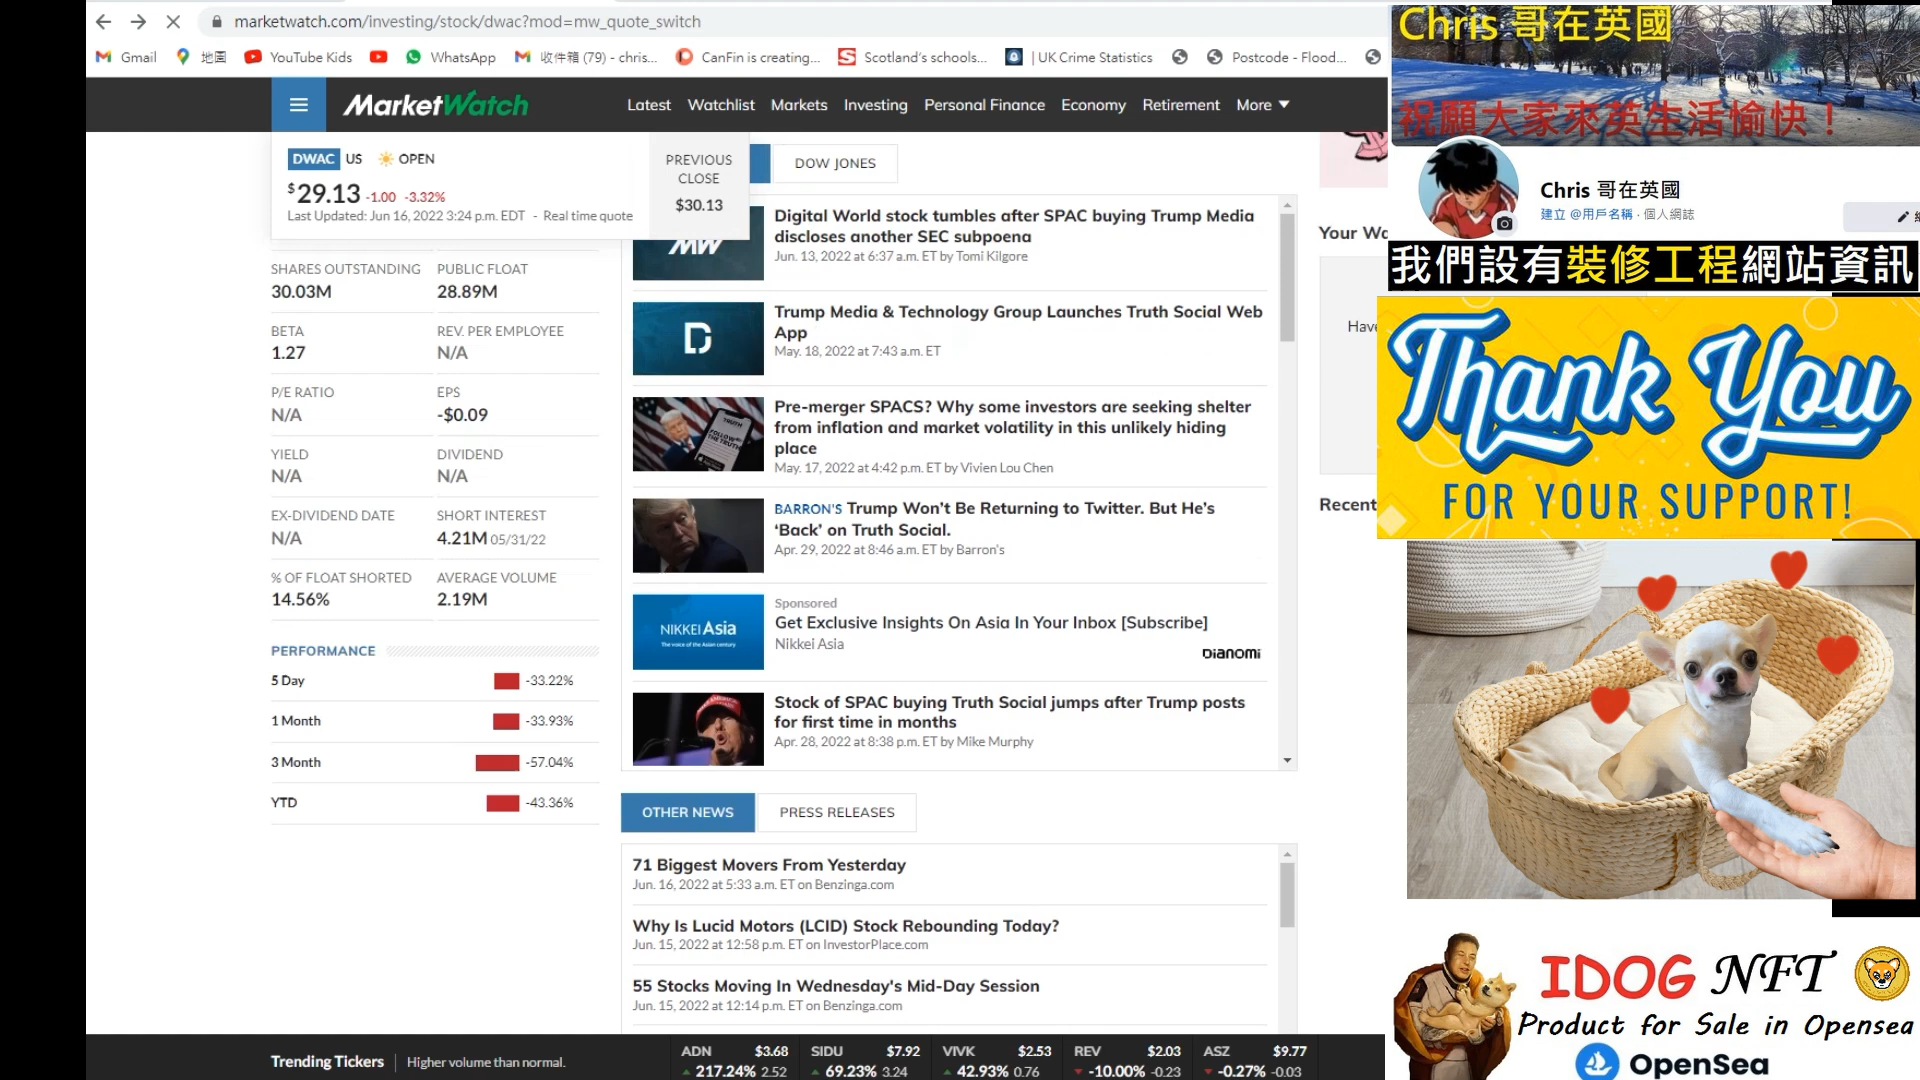 marketwatch.com/investing/stock/dwac?mod=mw_quote_switch
Gmail 地圖 YouTube Kids WhatsApp 收件箱 (79) - chris... CanFin is creating... Scotland's schools... | UK Crime Statistics Postcode - Flood...
MarketWatch Latest Watchlist Markets Investing Personal Finance Economy Retirement More
DWAC US OPEN
$29.13 -1.00 -3.32%
Last Updated: Jun 16, 2022 3:24 p.m. EDT - Real time quote
PREVIOUS
CLOSE
$30.13
SHARES OUTSTANDING PUBLIC FLOAT
30.03M 28.89M
BETA REV. PER EMPLOYEE
1.27 N/A
P/E RATIO EPS
N/A -$0.09
YIELD DIVIDEND
N/A N/A
EX-DIVIDEND DATE SHORT INTEREST
N/A 4.21M 05/31/22
% OF FLOAT SHORTED AVERAGE VOLUME
14.56% 2.19M
PERFORMANCE
5 Day -33.22%
1 Month -33.93%
3 Month -57.04%
YTD -43.36%
DOW JONES
MW
Digital World stock tumbles after SPAC buying Trump Media
discloses another SEC subpoena
Jun. 13, 2022 at 6:37 a.m. ET by Tomi Kilgore
D
Trump Media & Technology Group Launches Truth Social Web
App
May. 18, 2022 at 7:43 a.m. ET
TRUTH
FOLLOW
THE TRUTH
Pre-merger SPACS? Why some investors are seeking shelter
from inflation and market volatility in this unlikely hiding
place
May. 17, 2022 at 4:42 p.m. ET by Vivien Lou Chen
BARRON'S Trump Won't Be Returning to Twitter. But He's
'Back' on Truth Social.
Apr. 29, 2022 at 8:46 a.m. ET by Barron's
NIKKEI Asia
The voice of the Asian century
Sponsored
Get Exclusive Insights On Asia In Your Inbox [Subscribe]
Nikkei Asia
DIANOMI
Stock of SPAC buying Truth Social jumps after Trump posts
for first time in months
Apr. 28, 2022 at 8:38 p.m. ET by Mike Murphy
OTHER NEWS PRESS RELEASES
71 Biggest Movers From Yesterday
Jun. 16, 2022 at 5:33 a.m. ET on Benzinga.com
Why Is Lucid Motors (LCID) Stock Rebounding Today?
Jun. 15, 2022 at 12:58 p.m. ET on InvestorPlace.com
55 Stocks Moving In Wednesday's Mid-Day Session
Jun. 15, 2022 at 12:14 p.m. ET on Benzinga.com
Your Wa
Have
Recent
Trending Tickers Higher volume than normal.
ADN $3.68 SIDU $7.92 VIVK $2.53 REV $2.03 ASZ $9.77
217.24% 2.52 69.23% 3.24 42.93% 0.76 -10.00% -0.23 -0.27% -0.03
Chris 哥在英國
祝願大家來英生活愉快！
Chris 哥在英國
建立 @用戶名稱 · 個人網誌
我們設有裝修工程網站資訊
Thank You
FOR YOUR SUPPORT!
IDOG NFT
Product for Sale in Opensea
OpenSea